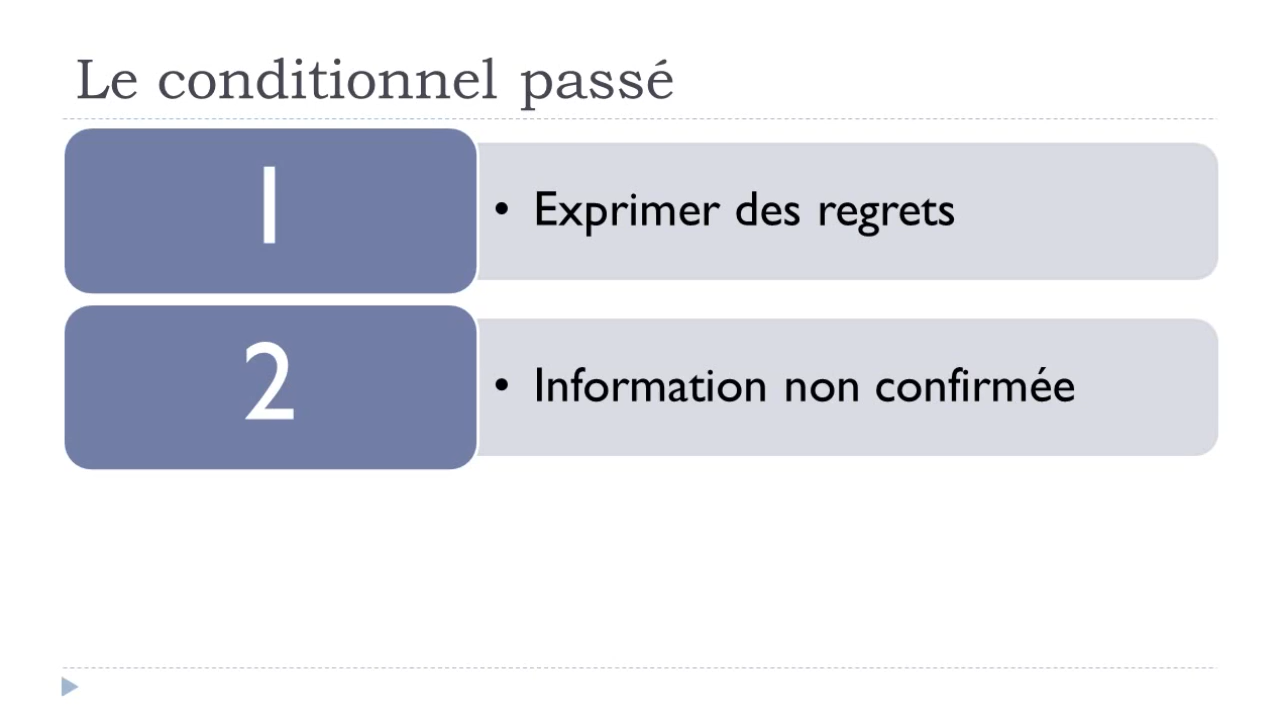 Le conditionnel passé
1
• Exprimer des regrets
2
• Information non confirmée